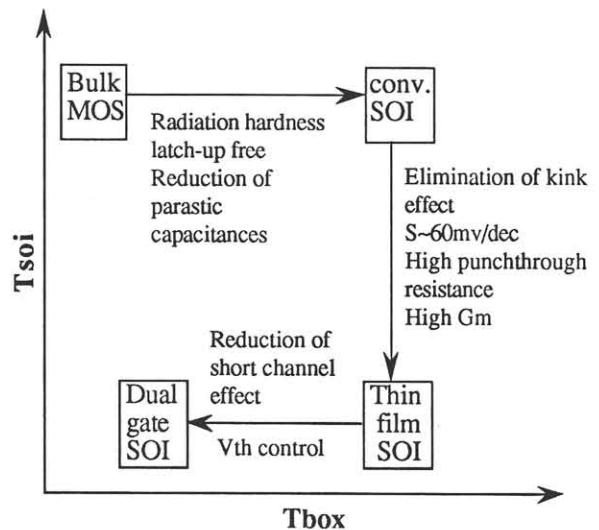 Bulk
MOS
conv.
SOI
Radiation hardness
latch-up free
Reduction of
parastic
capacitances
Elimination of kink
effect
S~60mv/dec
High punchthrough
resistance
High Gm
Tsoi
Reduction of
short channel
effect
Dual
gate
SOI
Vth control
Thin
film
SOI
Tbox